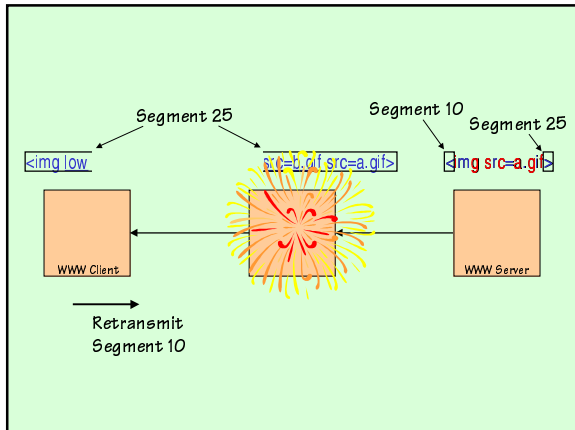 Segment 25
Segment 10
Segment 25
<img low
src=b.gif src=a.gif>
<img src=a.gif>
WWW Client
WWW Server
Retransmit
Segment 10